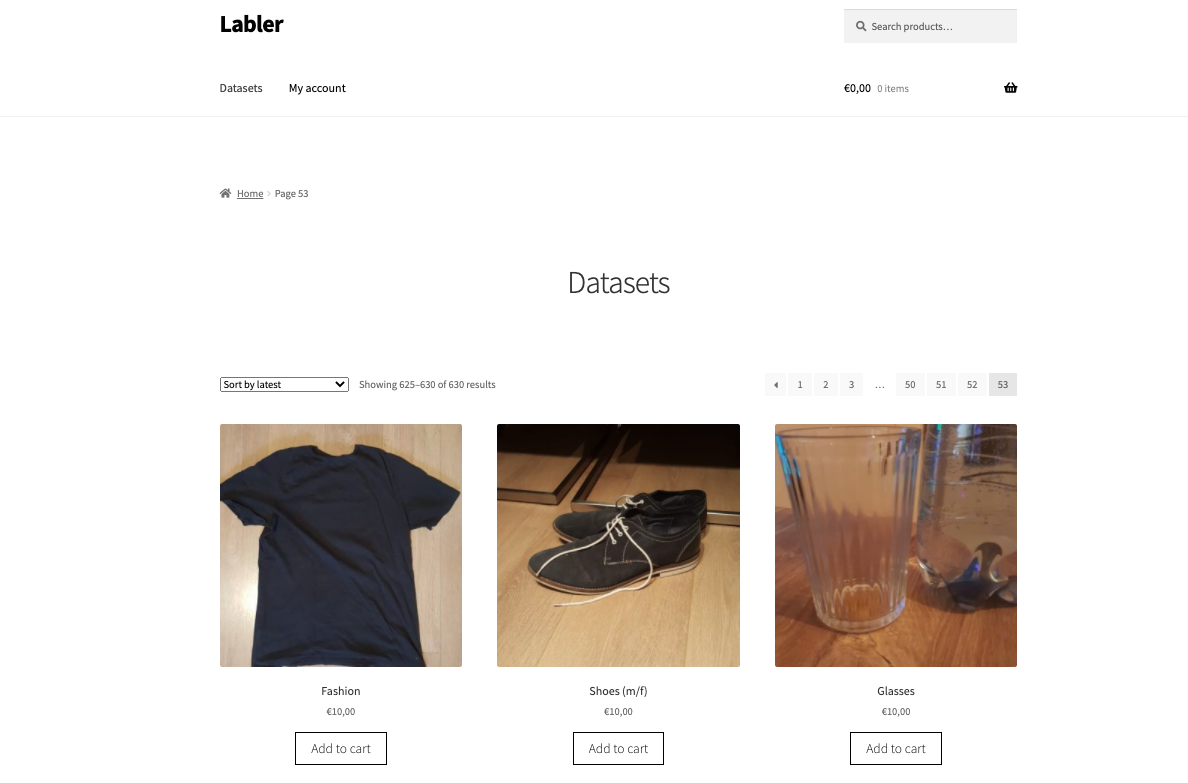 Labler
Search products…
Datasets My account
€0,00 0 items
Home Page 53
Datasets
Sort by latest Showing 625–630 of 630 results
1 2 3 … 50 51 52 53
Fashion Shoes (m/f) Glasses
€10,00 €10,00 €10,00
Add to cart Add to cart Add to cart